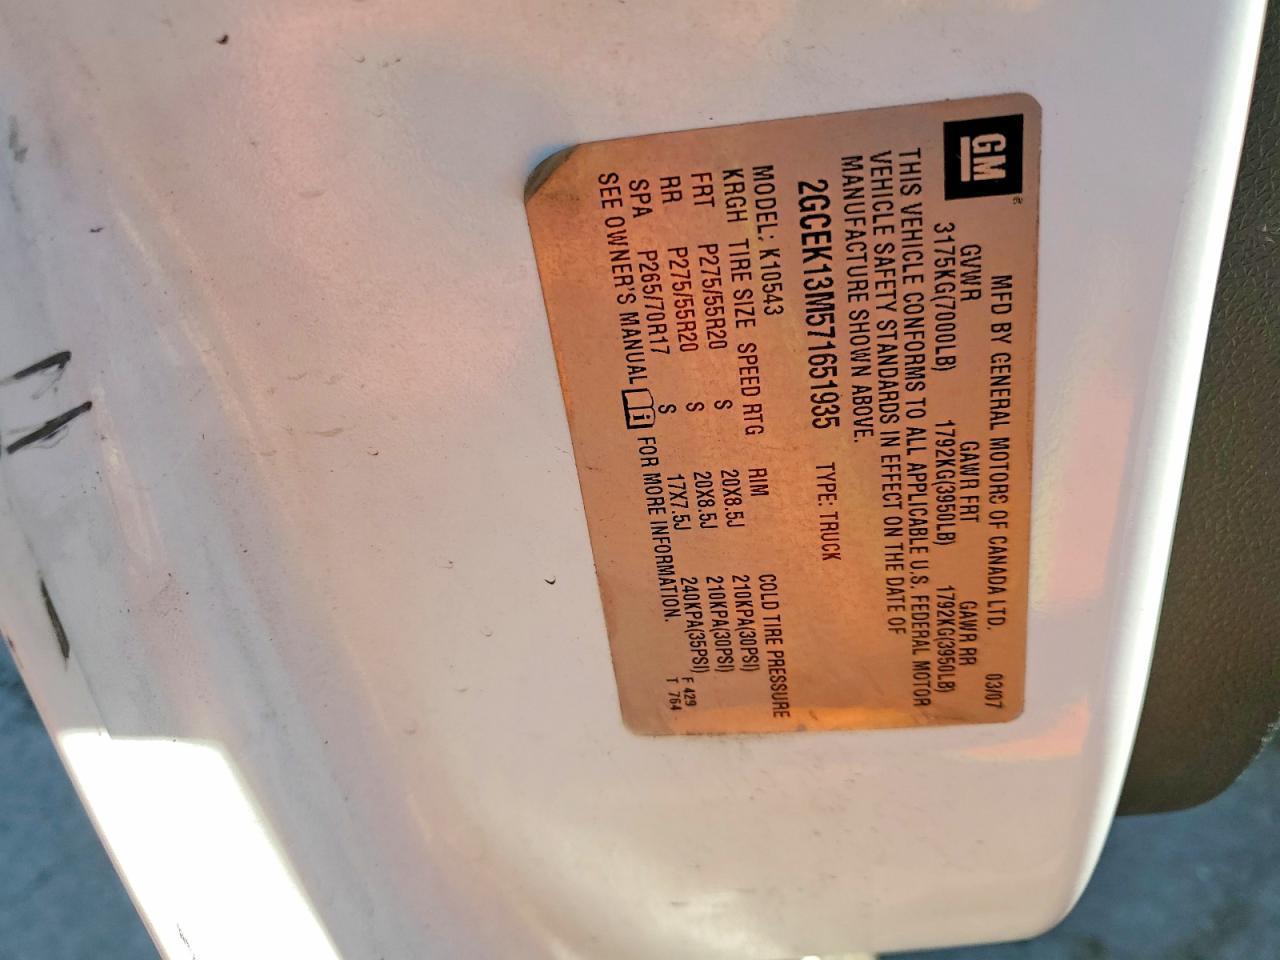 GM®
MFD BY GENERAL MOTORS OF CANADA LTD. 03/07
GVWR GAWR FRT GAWR RR
3175KG(7000LB) 1792KG(3950LB) 1792KG(3950LB)
THIS VEHICLE CONFORMS TO ALL APPLICABLE U.S. FEDERAL MOTOR
VEHICLE SAFETY STANDARDS IN EFFECT ON THE DATE OF
MANUFACTURE SHOWN ABOVE.
2GCEK13M571651935 TYPE: TRUCK
MODEL: K10543
KRGH TIRE SIZE SPEED RTG RIM COLD TIRE PRESSURE
FRT P275/55R20 S 20X8.5J 210KPA(30PSI)
RR P275/55R20 S 20X8.5J 210KPA(30PSI)
SPA P265/70R17 S 17X7.5J 240KPA(35PSI)
SEE OWNER'S MANUAL i FOR MORE INFORMATION.
F 429
T 764